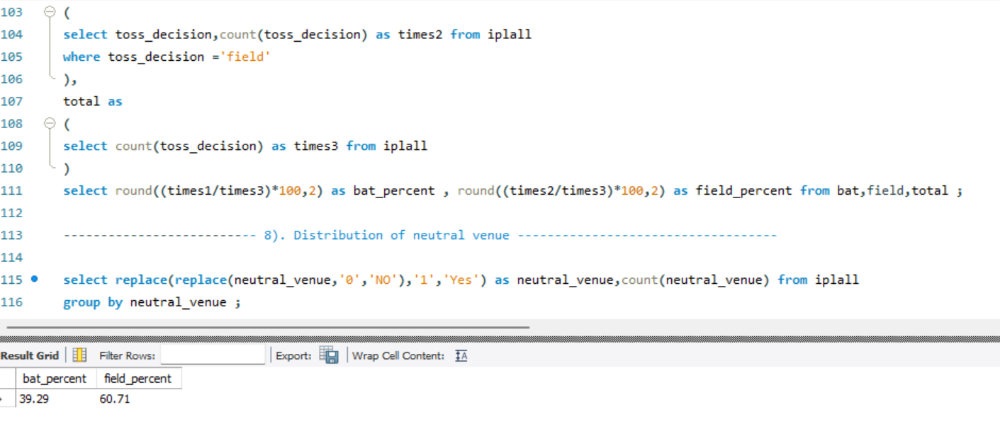 103 (
104 select toss_decision,count(toss_decision) as times2 from iplall
105 where toss_decision ='field'
106 ),
107 total as
108 (
109 select count(toss_decision) as times3 from iplall
110 )
111 select round((times1/times3)*100,2) as bat_percent , round((times2/times3)*100,2) as field_percent from bat,field,total ;
112
113 -------------------------- 8). Distribution of neutral venue -----------------------------------
114
115 select replace(replace(neutral_venue,'0','NO'),'1','Yes') as neutral_venue,count(neutral_venue) from iplall
116 group by neutral_venue ;
Result Grid Filter Rows: Export: Wrap Cell Content: IA
bat_percent field_percent
39.29 60.71